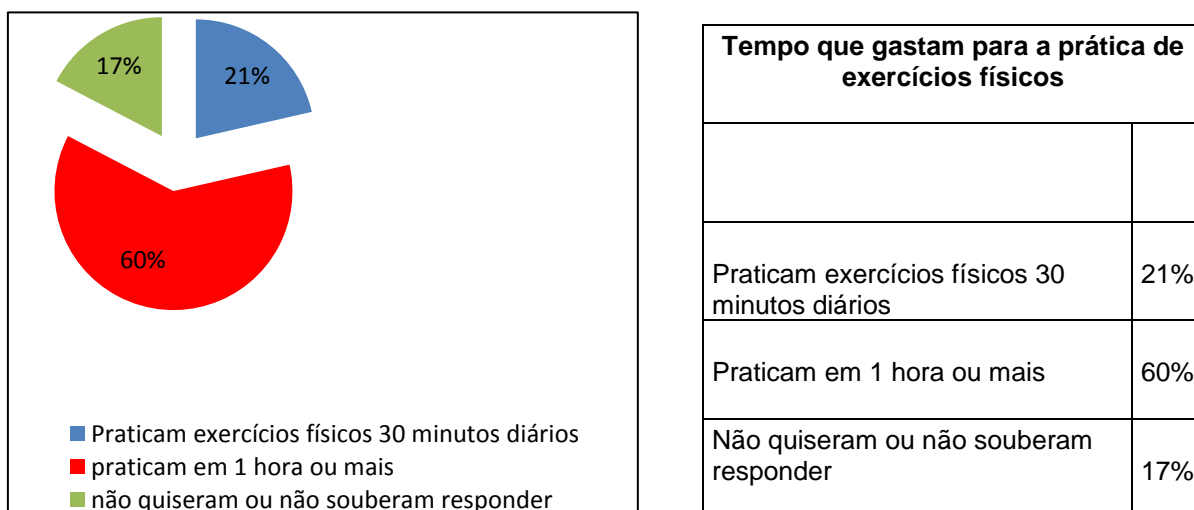 17%
21%
60%
Praticam exercícios físicos 30 minutos diários
praticam em 1 hora ou mais
não quiseram ou não souberam responder
Tempo que gastam para a prática de
exercícios físicos
Praticam exercícios físicos 30
minutos diários
21%
Praticam em 1 hora ou mais
60%
Não quiseram ou não souberam
responder
17%